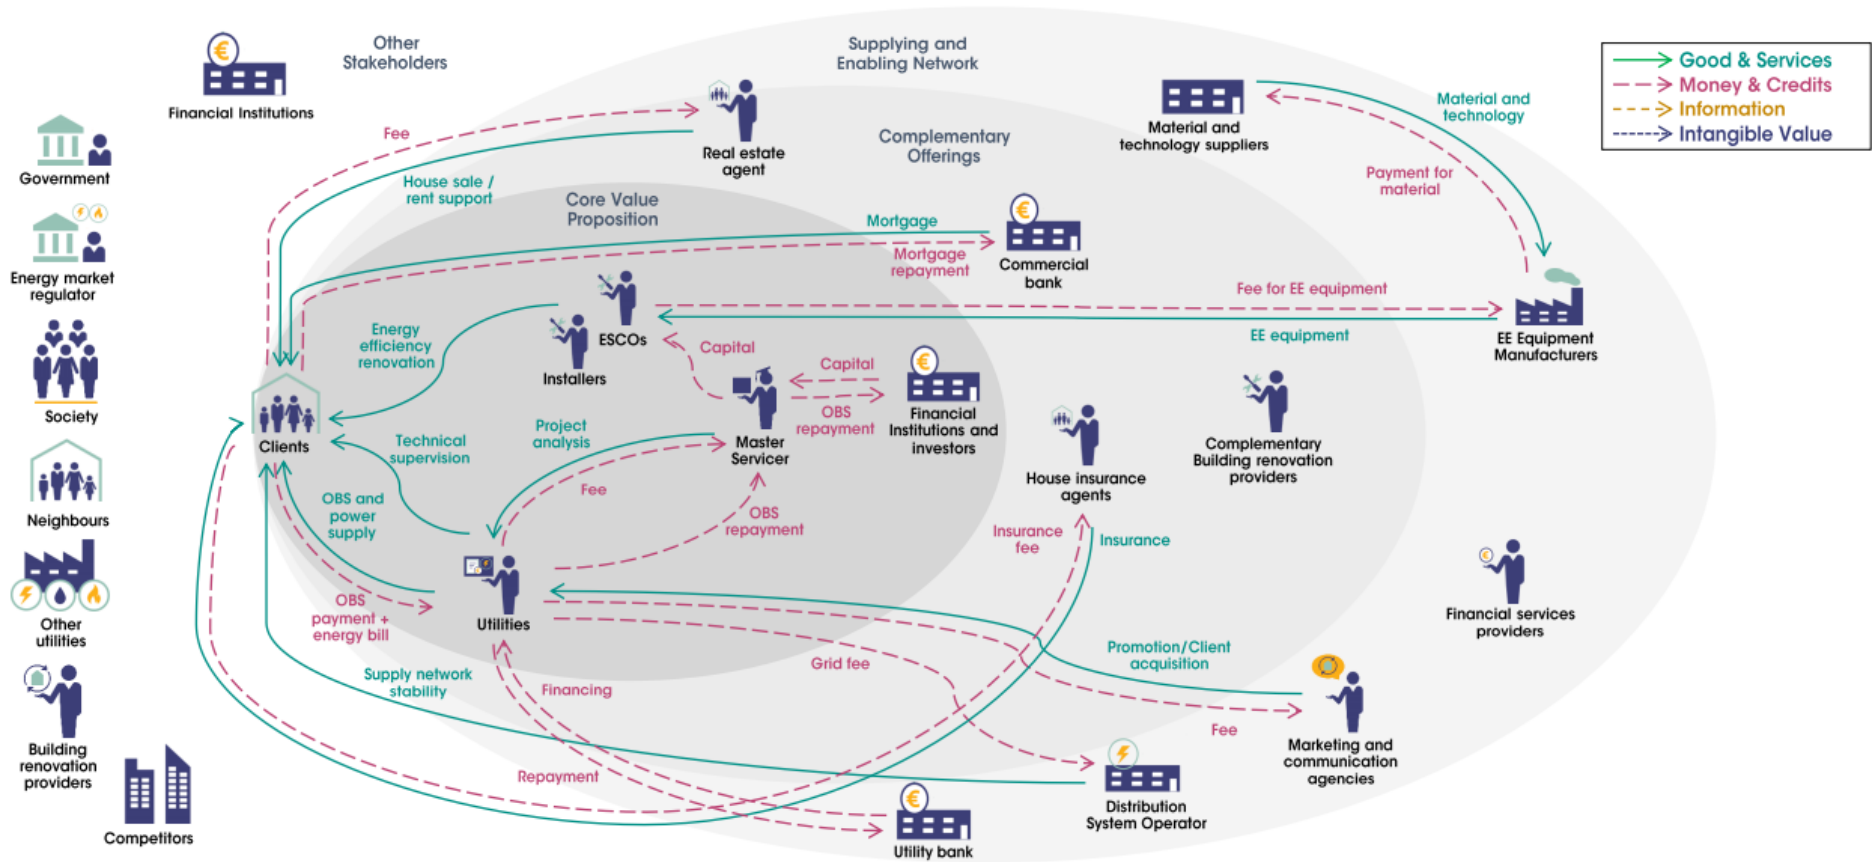 Other
Stakeholders
Supplying and
Enabling Network
Good & Services
Money & Credits
Information
Intangible Value
Financial Institutions
Government
Energy market
regulator
Society
Neighbours
Other
utilities
Building
renovation
providers
Competitors
Fee
Real estate
agent
House sale /
rent support
Complementary
Offerings
Core Value
Proposition
Material and
technology suppliers
Material and
technology
Payment for
material
Mortgage
Mortgage
repayment
Commercial
bank
Fee for EE equipment
EE equipment
EE Equipment
Manufacturers
Energy
efficiency
renovation
ESCOs
Installers
Capital
Capital
OBS
repayment
Financial
Institutions and
investors
Clients
Technical
supervision
Project
analysis
Master
Servicer
Fee
OBS
repayment
OBS and
power
supply
OBS
payment +
energy bill
Utilities
House insurance
agents
Insurance
fee
Insurance
Complementary
Building renovation
providers
Financial services
providers
Grid fee
Promotion/Client
acquisition
Fee
Marketing and
communication
agencies
Supply network
stability
Financing
Repayment
Distribution
System Operator
Utility bank